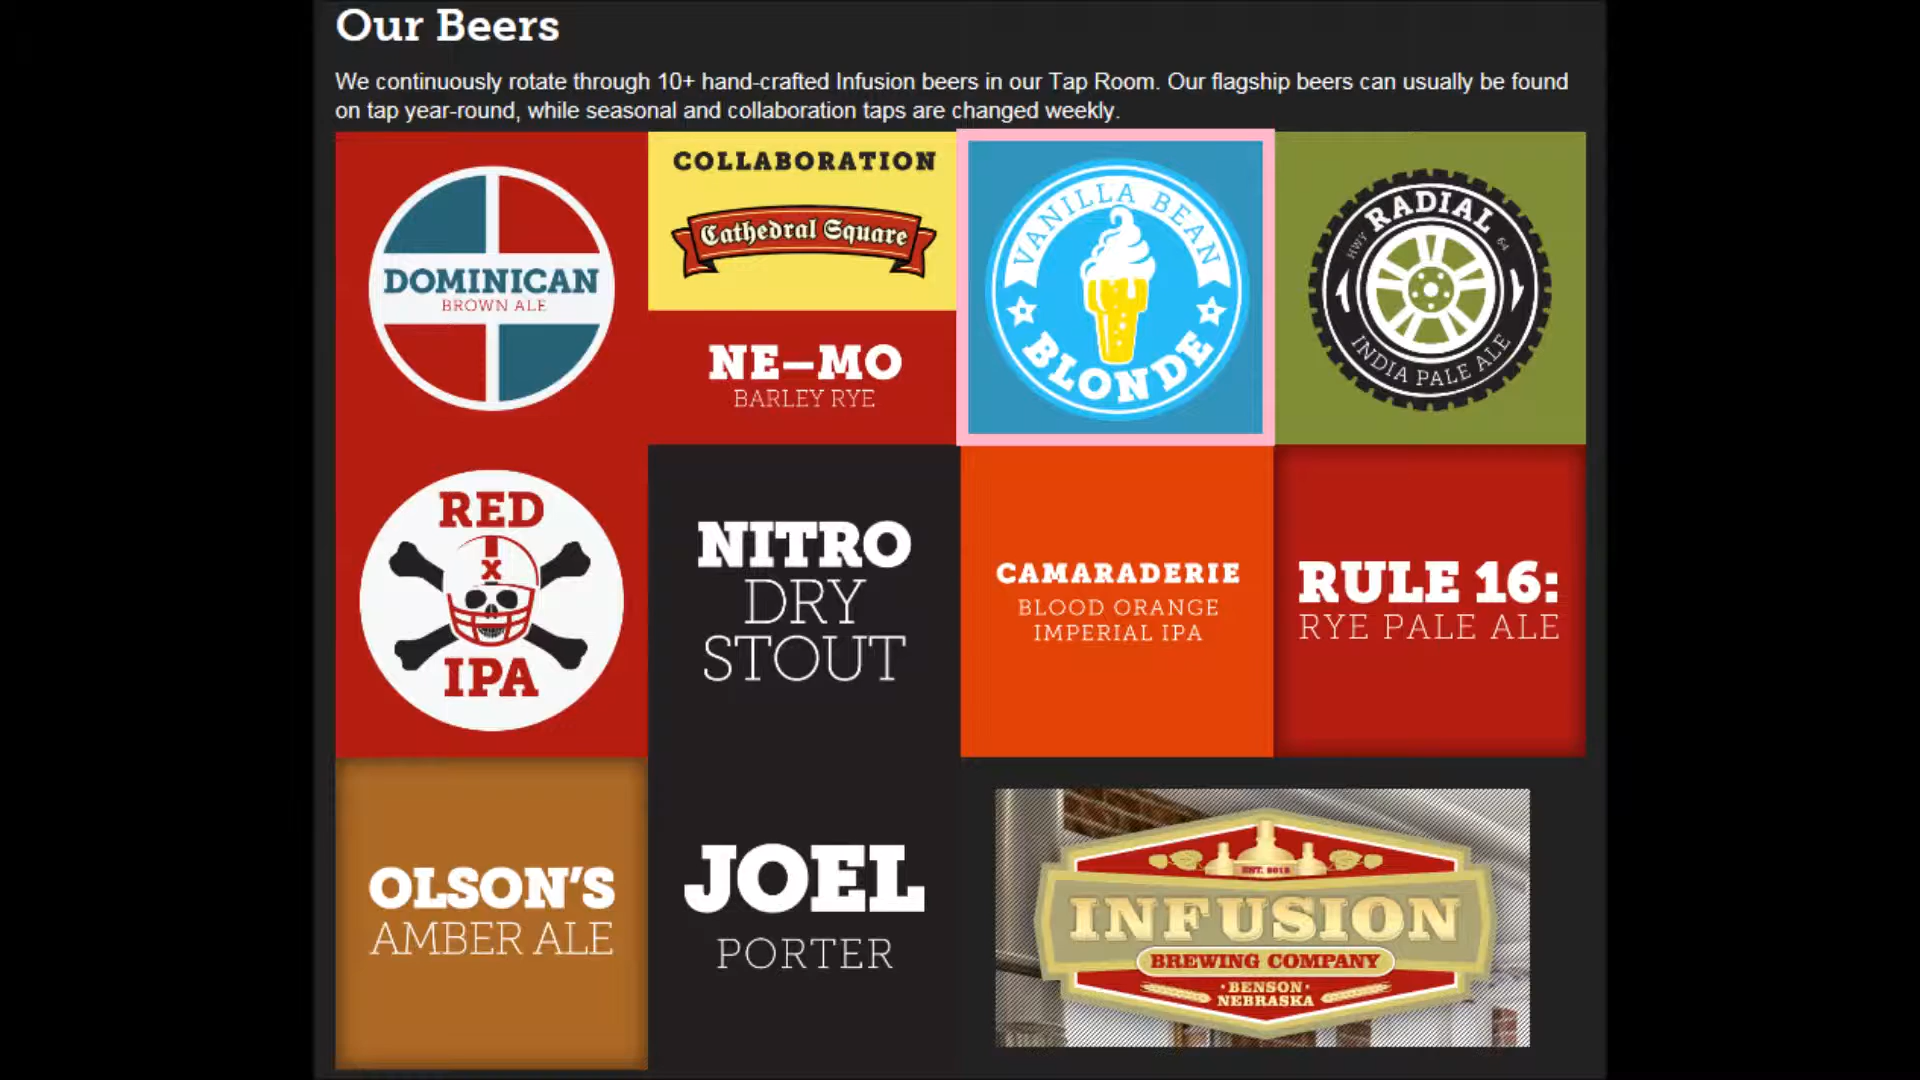 Our Beers
We continuously rotate through 10+ hand-crafted Infusion beers in our Tap Room. Our flagship beers can usually be found
on tap year-round, while seasonal and collaboration taps are changed weekly.
DOMINICAN
BROWN ALE
COLLABORATION
Cathedral Square
NE–MO
BARLEY RYE
VANILLA BEAN
BLONDE
RADIAL
HWY 64
INDIA PALE ALE
RED
X
IPA
NITRO
DRY
STOUT
CAMARADERIE
BLOOD ORANGE
IMPERIAL IPA
RULE 16:
RYE PALE ALE
OLSON'S
AMBER ALE
JOEL
PORTER
EST. 2012
INFUSION
BREWING COMPANY
·BENSON·
NEBRASKA